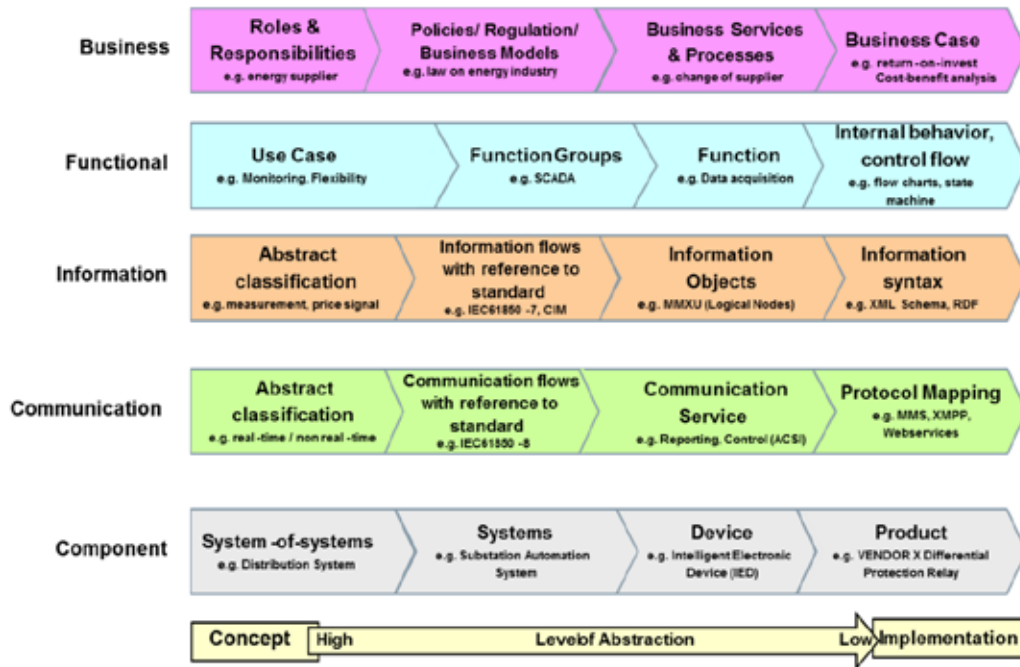 Business
Roles &
Responsibilities
e.g. energy supplier
Policies/ Regulation/
Business Models
e.g. law on energy industry
Business Services
& Processes
e.g. change of supplier
Business Case
e.g. return -on-invest
Cost-benefit analysis
Functional
Use Case
e.g. Monitoring, Flexibility
Function Groups
e.g. SCADA
Function
e.g. Data acquisition
Internal behavior,
control flow
e.g. flow charts, state
machine
Information
Abstract
classification
e.g. measurement, price signal
Information flows
with reference to
standard
e.g. IEC61850 -7, CIM
Information
Objects
e.g. MMXU (Logical Nodes)
Information
syntax
e.g. XML Schema, RDF
Communication
Abstract
classification
e.g. real -time / non real -time
Communication flows
with reference to
standard
e.g. IEC61850 -8
Communication
Service
e.g. Reporting, Control (ACSI)
Protocol Mapping
e.g. MMS, XMPP,
Webservices
Component
System -of-systems
e.g. Distribution System
Systems
e.g. Substation Automation
System
Device
e.g. Intelligent Electronic
Device (IED)
Product
e.g. VENDOR X Differential
Protection Relay
Concept
High
Levelof Abstraction
Low
Implementation